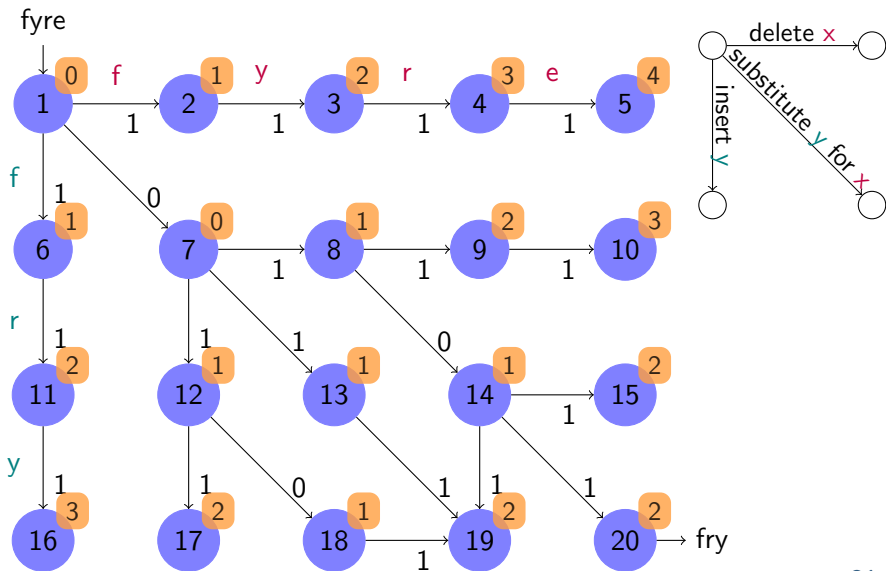 fyre
0 1 2 3 4
f y r e
1 2 3 4 5
1 1 1 1
delete x
substitute y for x
insert y
f 1 0
1 0 1 2 3
6 7 8 9 10
1 1 1
r 1 1 1 0
2 1 1 1 2
11 12 13 14 15
1
y 1 1 0 1 1 1
3 2 1 2 2
16 17 18 19 20 fry
1